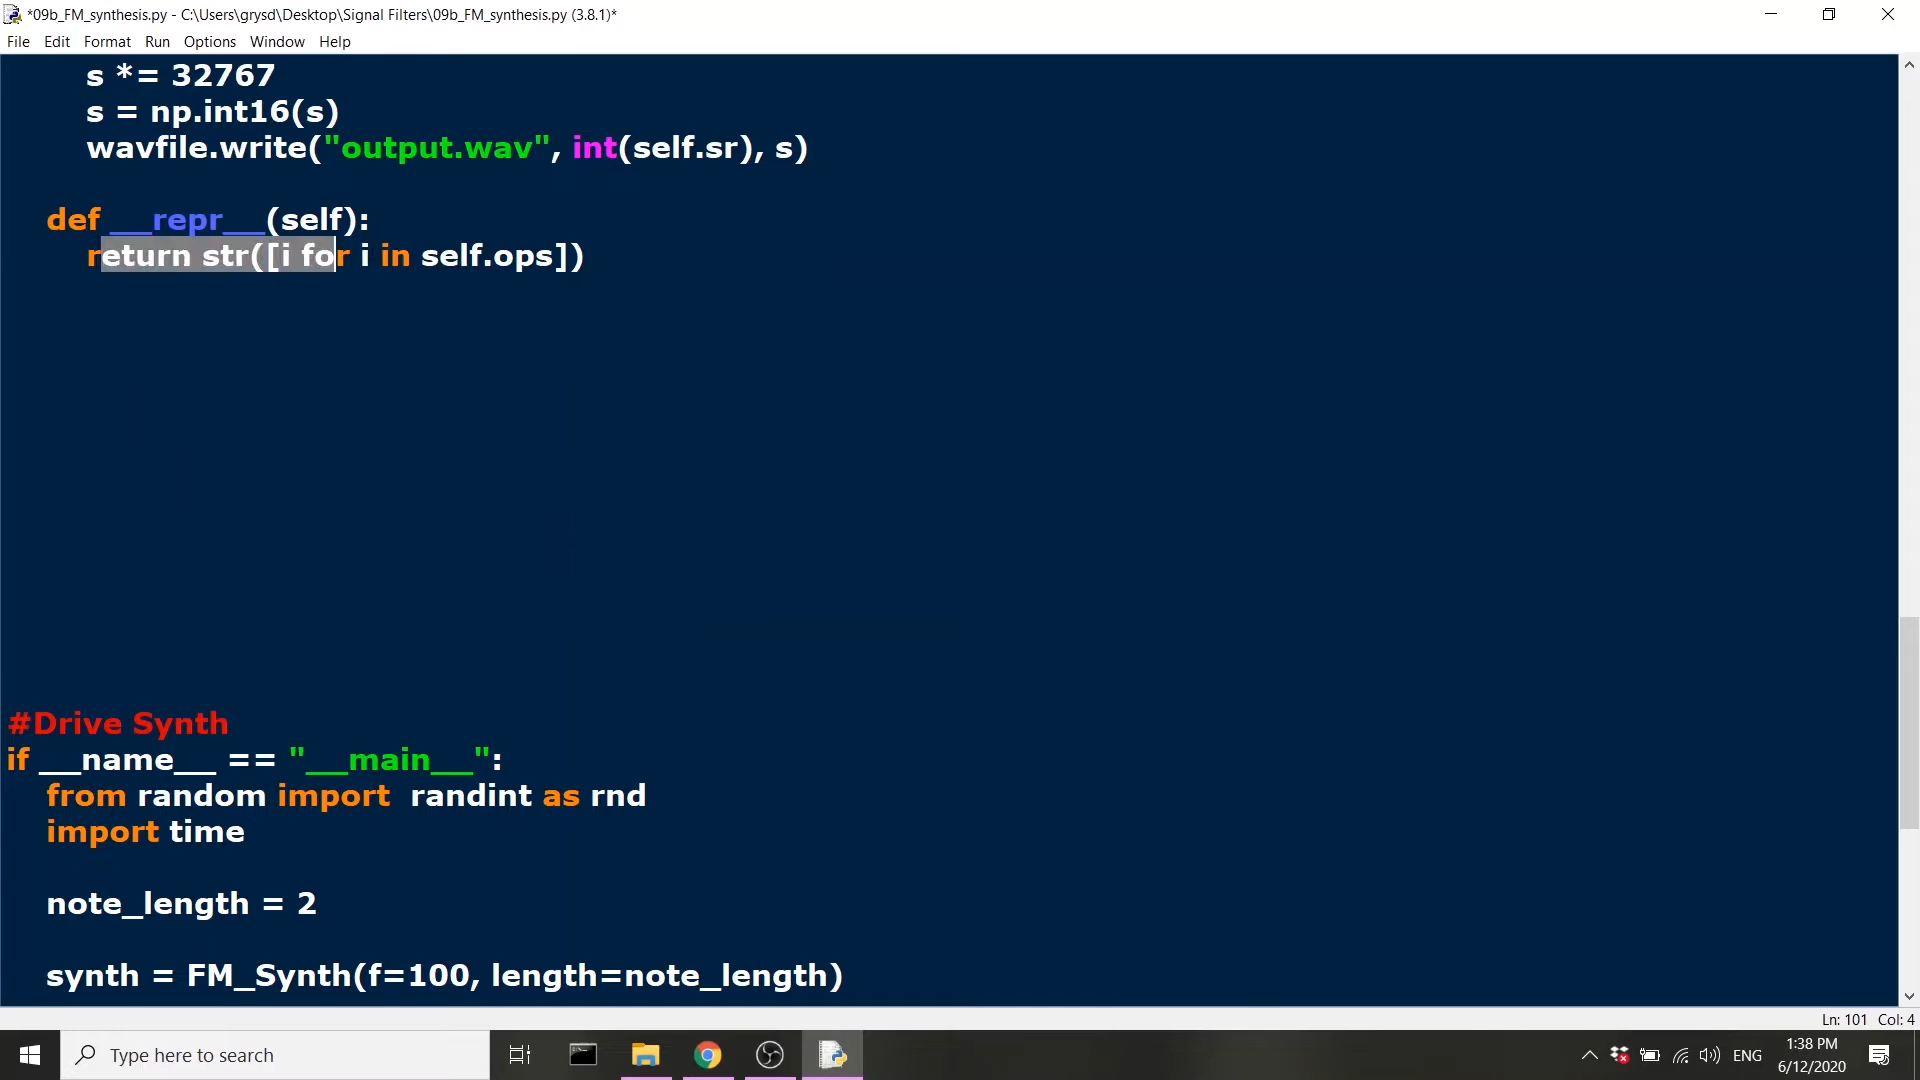 *09b_FM_synthesis.py - C:\Users\grysd\Desktop\Signal Filters\09b_FM_synthesis.py (3.8.1)*
File Edit Format Run Options Window Help
s *= 32767
s = np.int16(s)
wavfile.write("output.wav", int(self.sr), s)
def __repr__(self):
return str([i for i in self.ops])
#Drive Synth
if __name__ == "__main__":
from random import  randint as rnd
import time
note_length = 2
synth = FM_Synth(f=100, length=note_length)
Ln: 101 Col: 4
Type here to search
ENG
1:38 PM
6/12/2020